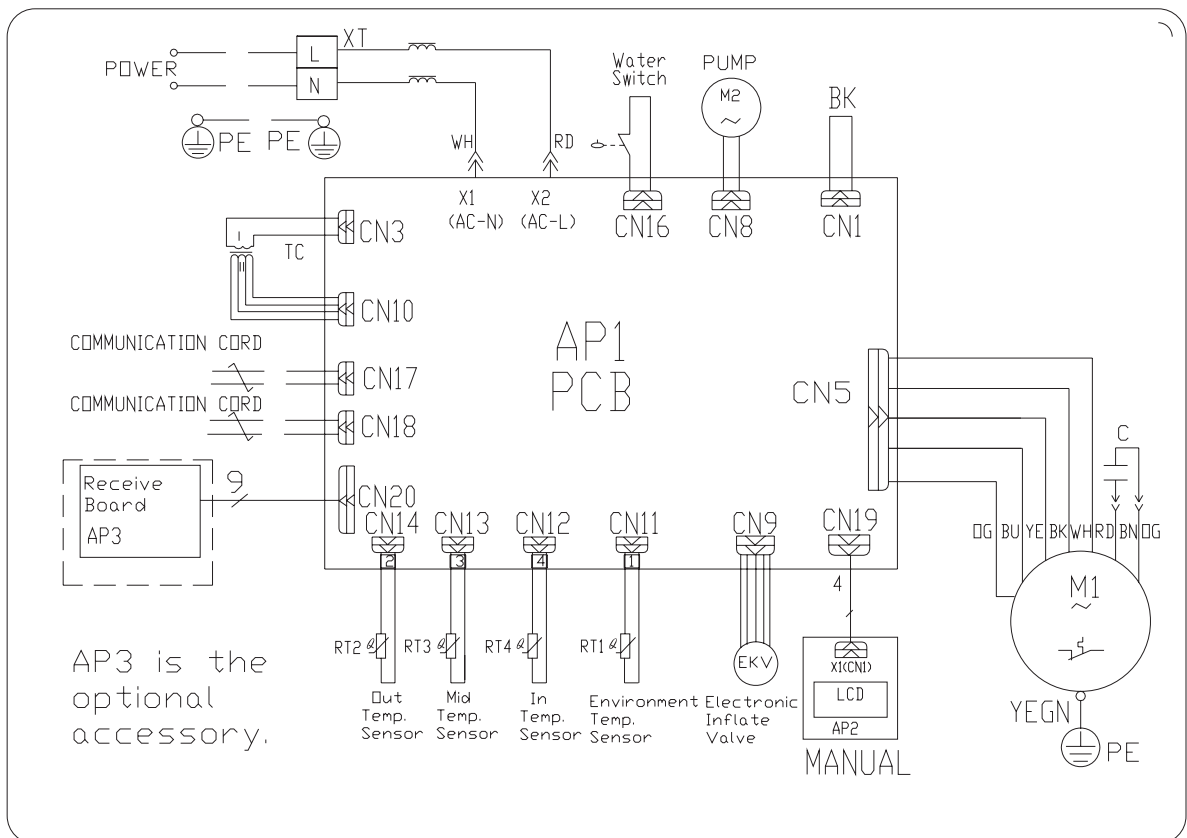 POWER
L
XT
N
PE PE
WH
RD
Water
Switch
PUMP
M2
~
BK
X1
(AC-N)
X2
(AC-L)
CN16
CN8
CN1
CN3
I
II
TC
CN10
COMMUNICATION CORD
CN17
COMMUNICATION CORD
CN18
AP1
PCB
CN5
C
Receive
Board
AP3
9
CN20
CN14
CN13
CN12
CN11
CN9
CN19
2
3
4
1
4
OG BU YE BK WH RD BN OG
M1
~
RT2
RT3
RT4
RT1
EKV
X1(CN1)
LCD
AP2
MANUAL
Out
Temp.
Sensor
Mid
Temp.
Sensor
In
Temp.
Sensor
Environment
Temp.
Sensor
Electronic
Inflate
Valve
YEGN
PE
AP3 is the
optional
accessory.